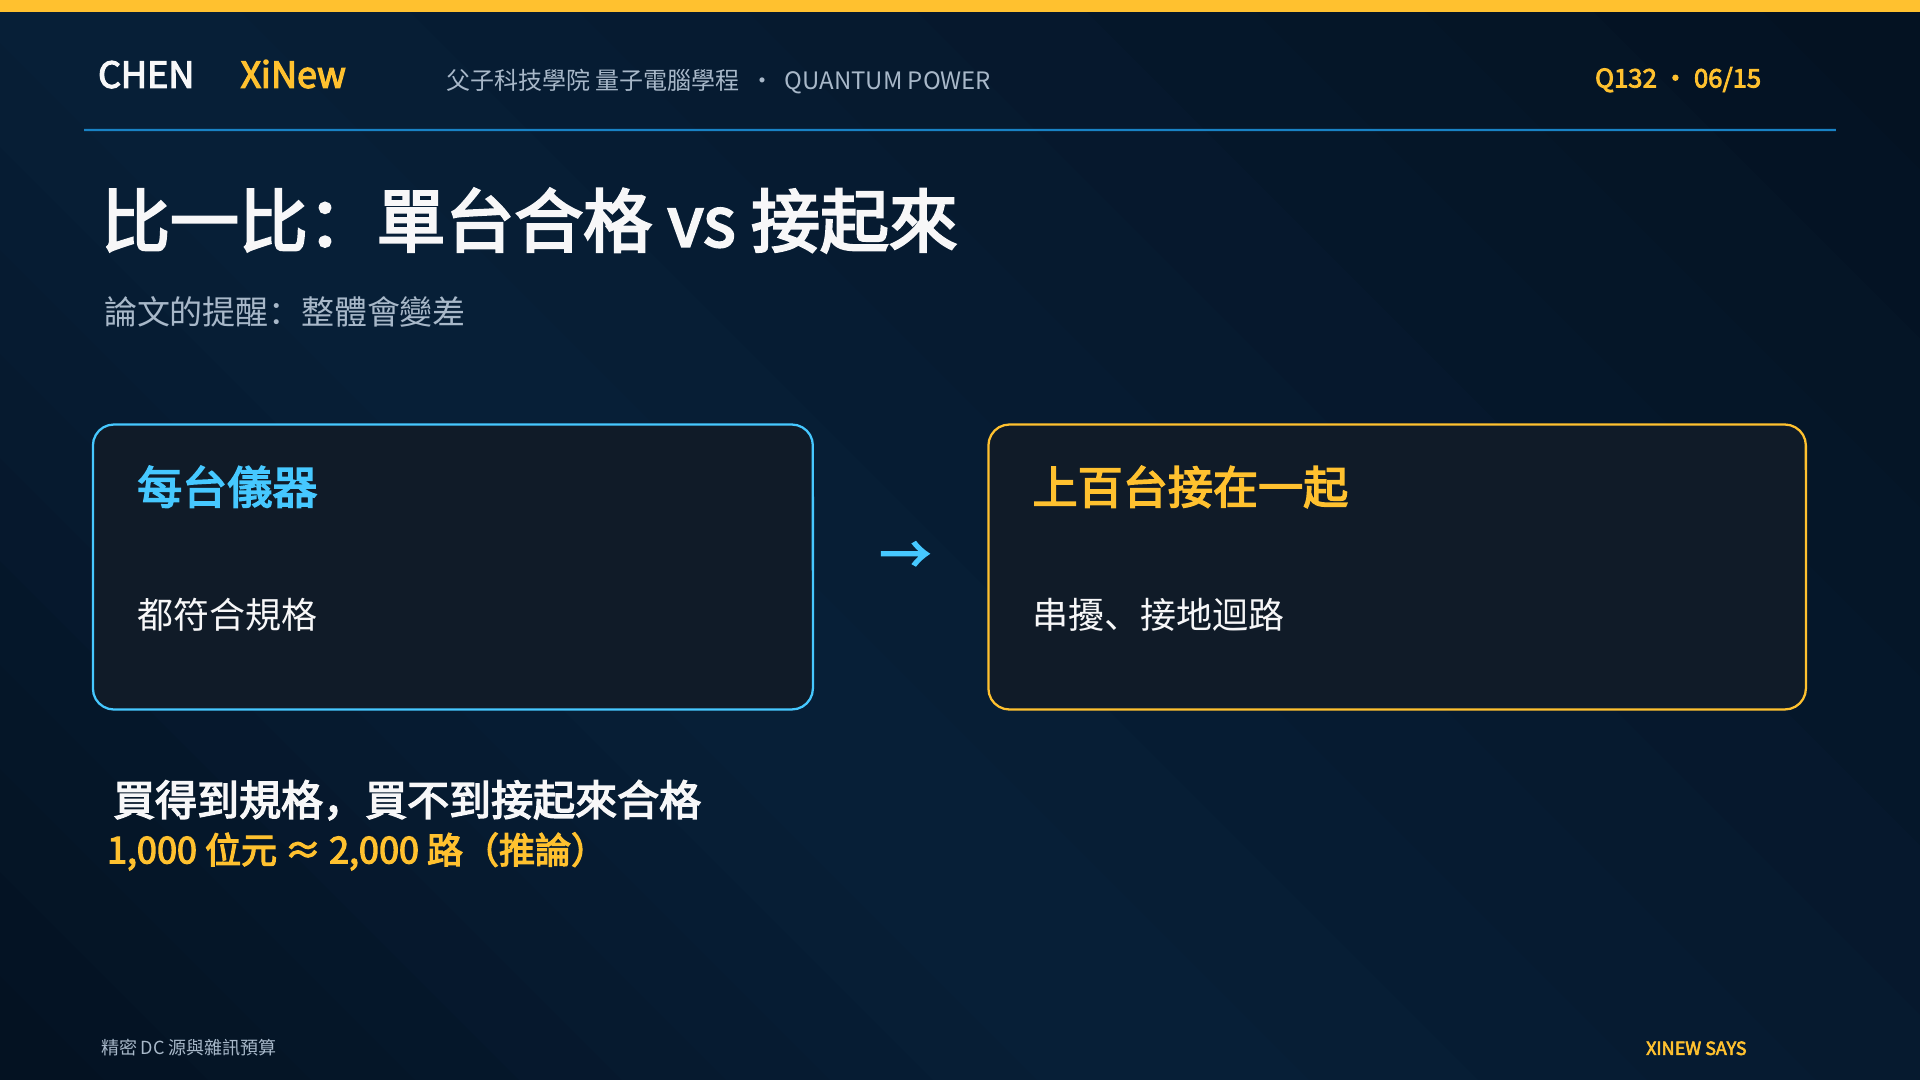 CHEN XiNew 父子科技學院 量子電腦學程 · QUANTUM POWER Q132 · 06/15
比一比：單台合格 vs 接起來
論文的提醒：整體會變差
每台儀器
都符合規格
→
上百台接在一起
串擾、接地迴路
買得到規格，買不到接起來合格
1,000 位元 ≈ 2,000 路（推論）
精密 DC 源與雜訊預算
XINEW SAYS